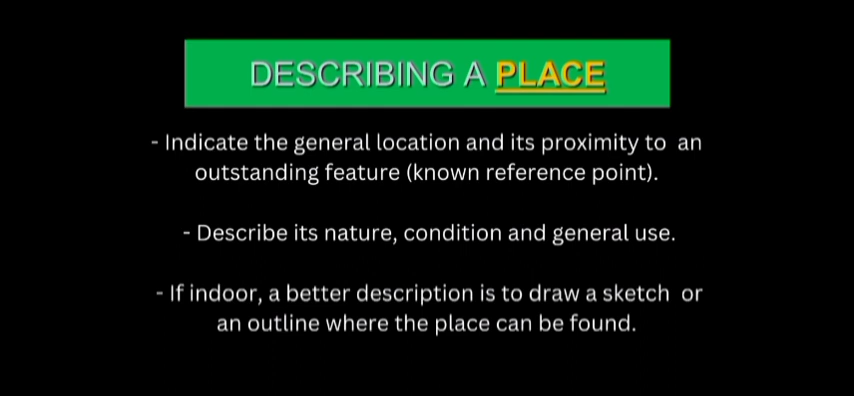 DESCRIBING A PLACE
- Indicate the general location and its proximity to an
outstanding feature (known reference point).
- Describe its nature, condition and general use.
- If indoor, a better description is to draw a sketch or
an outline where the place can be found.